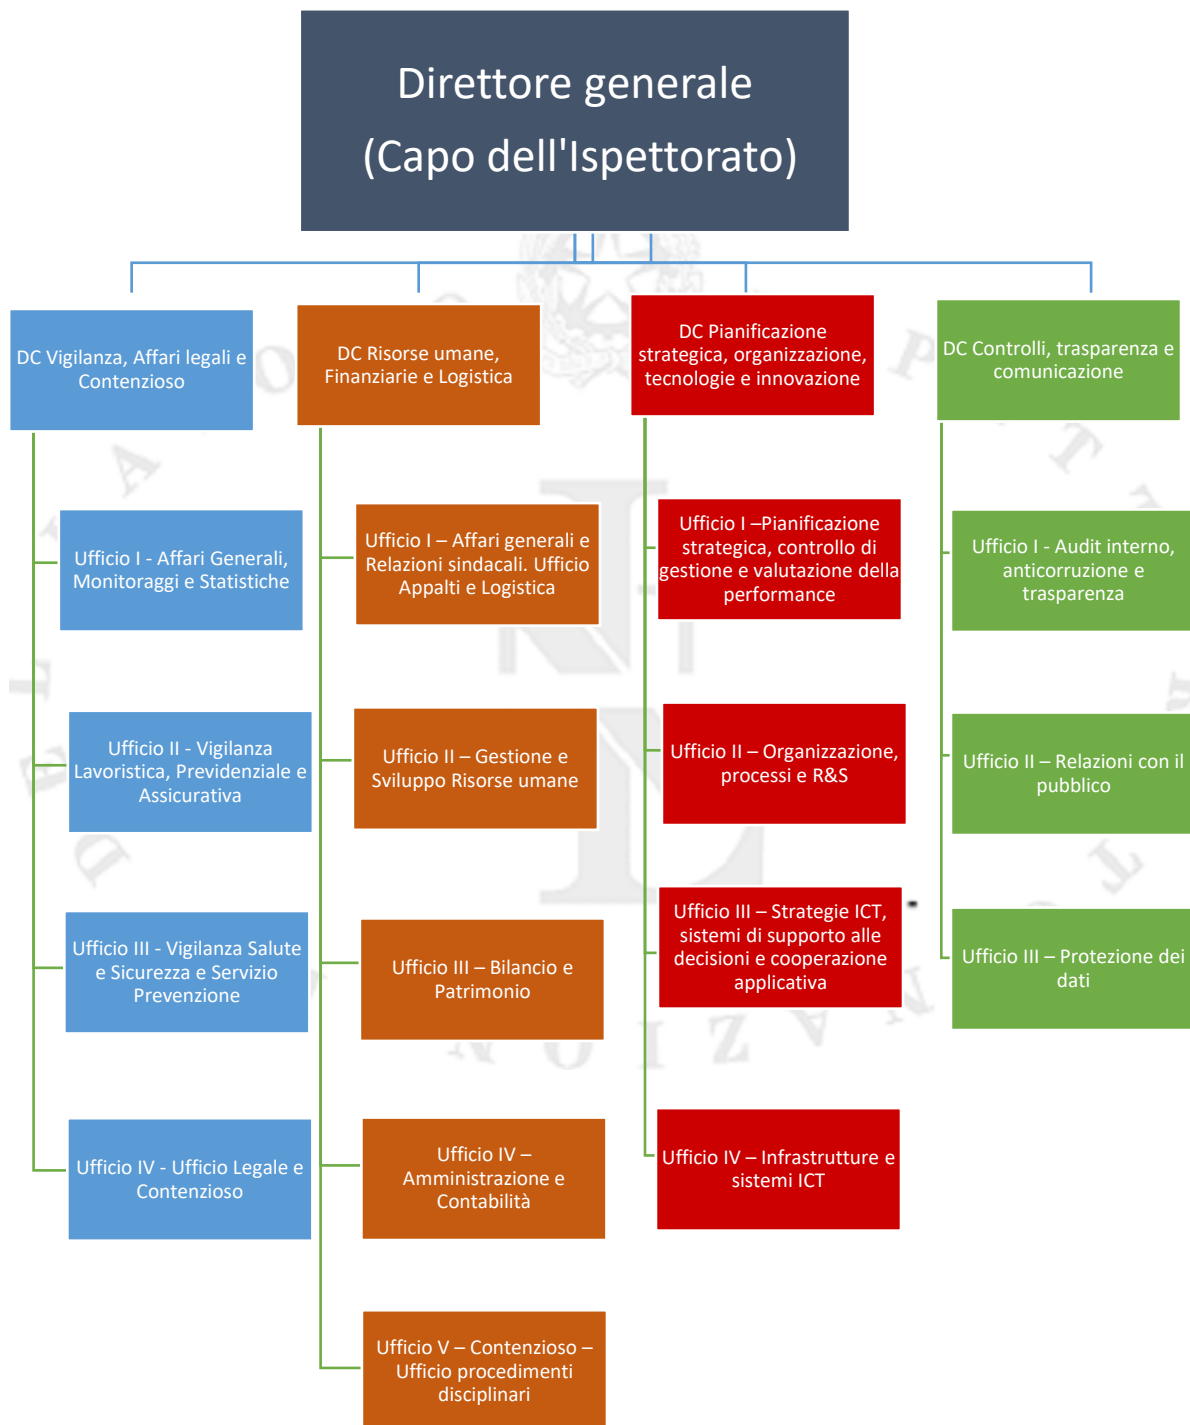 Direttore generale
(Capo dell'Ispettorato)
DC Vigilanza, Affari legali e
Contenzioso
Ufficio I - Affari Generali,
Monitoraggi e Statistiche
Ufficio II - Vigilanza
Lavoristica, Previdenziale e
Assicurativa
Ufficio III - Vigilanza Salute
e Sicurezza e Servizio
Prevenzione
Ufficio IV - Ufficio Legale e
Contenzioso
DC Risorse umane,
Finanziarie e Logistica
Ufficio I – Affari generali e
Relazioni sindacali. Ufficio
Appalti e Logistica
Ufficio II – Gestione e
Sviluppo Risorse umane
Ufficio III – Bilancio e
Patrimonio
Ufficio IV –
Amministrazione e
Contabilità
Ufficio V – Contenzioso –
Ufficio procedimenti
disciplinari
DC Pianificazione
strategica, organizzazione,
tecnologie e innovazione
Ufficio I –Pianificazione
strategica, controllo di
gestione e valutazione della
performance
Ufficio II – Organizzazione,
processi e R&S
Ufficio III – Strategie ICT,
sistemi di supporto alle
decisioni e cooperazione
applicativa
Ufficio IV – Infrastrutture e
sistemi ICT
DC Controlli, trasparenza e
comunicazione
Ufficio I - Audit interno,
anticorruzione e
trasparenza
Ufficio II – Relazioni con il
pubblico
Ufficio III – Protezione dei
dati